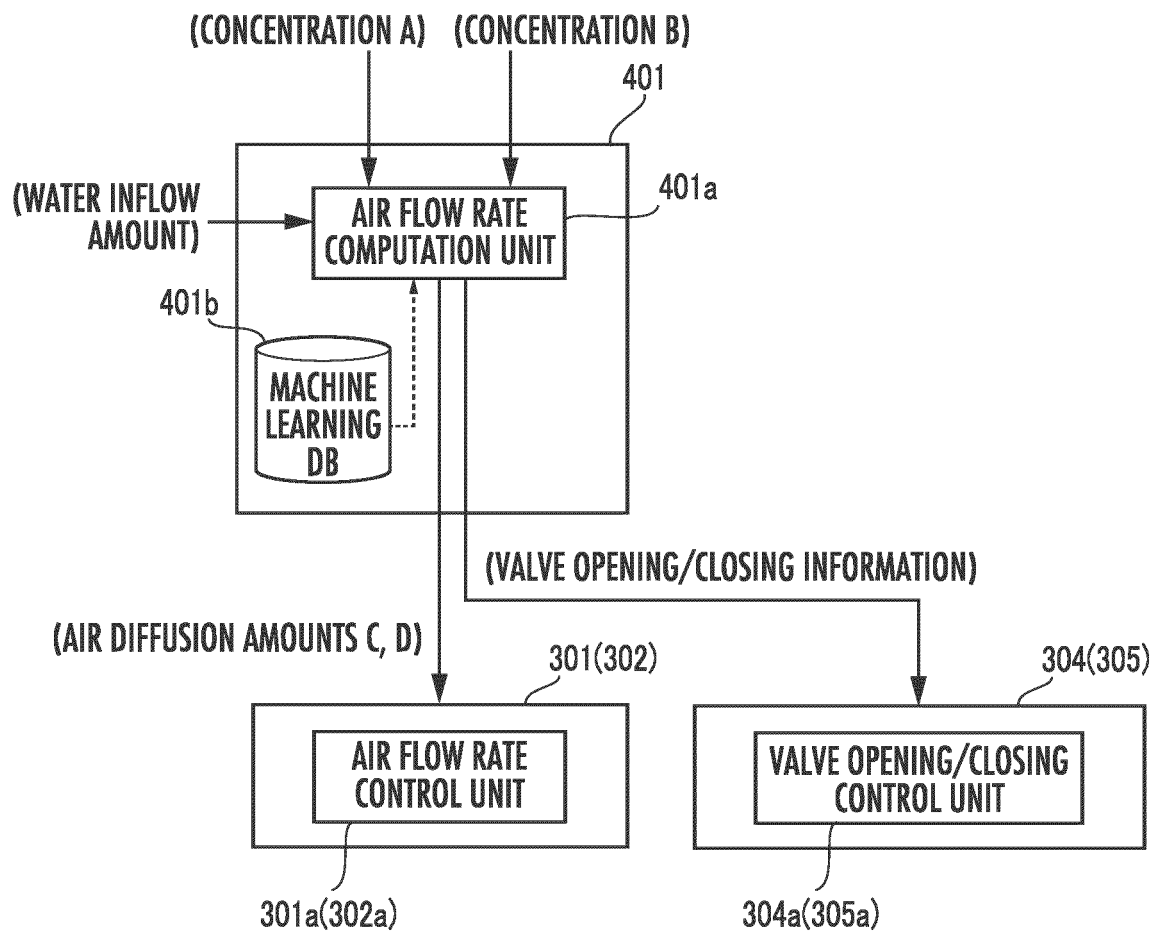 (CONCENTRATION A)
(CONCENTRATION B)
401
(WATER INFLOW
AMOUNT)
AIR FLOW RATE
COMPUTATION UNIT
401a
401b
MACHINE
LEARNING
DB
(VALVE OPENING/CLOSING INFORMATION)
(AIR DIFFUSION AMOUNTS C, D)
301(302)
304(305)
AIR FLOW RATE
CONTROL UNIT
VALVE OPENING/CLOSING
CONTROL UNIT
301a(302a)
304a(305a)